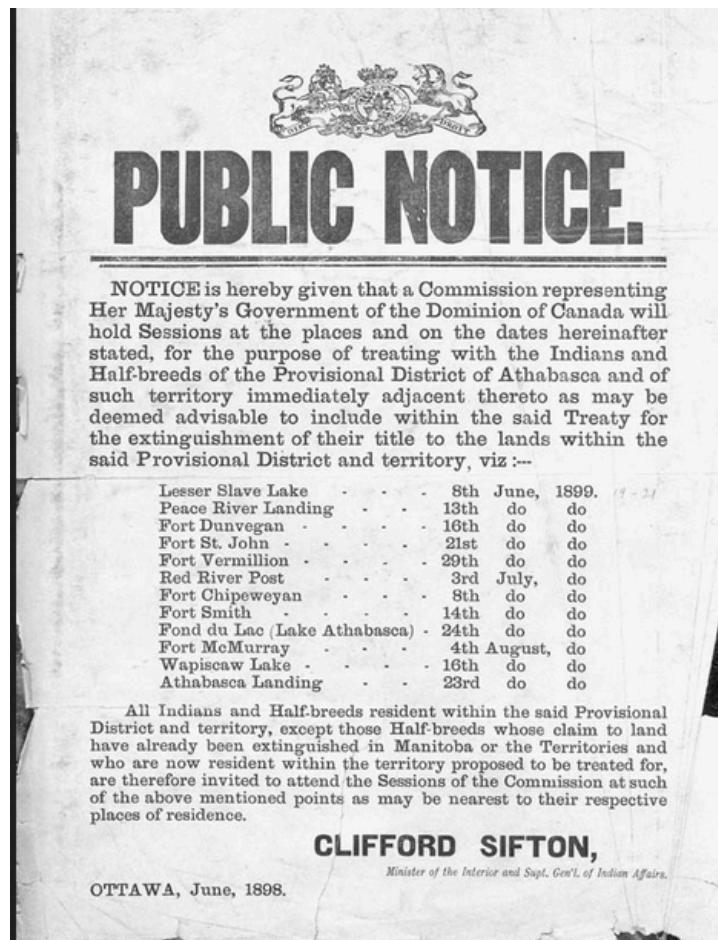 DIEU ET MON DROIT
PUBLIC NOTICE.
NOTICE is hereby given that a Commission representing
Her Majesty's Government of the Dominion of Canada will
hold Sessions at the places and on the dates hereinafter
stated, for the purpose of treating with the Indians and
Half-breeds of the Provisional District of Athabasca and of
such territory immediately adjacent thereto as may be
deemed advisable to include within the said Treaty for
the extinguishment of their title to the lands within the
said Provisional District and territory, viz :---
Lesser Slave Lake - - - 8th June, 1899. 19-21
Peace River Landing - - - 13th do do
Fort Dunvegan - - - - 16th do do
Fort St. John - - - - 21st do do
Fort Vermillion - - - - 29th do do
Red River Post - - - - 3rd July, do
Fort Chipeweyan - - - 8th do do
Fort Smith - - - - 14th do do
Fond du Lac (Lake Athabasca) - 24th do do
Fort McMurray - - - - 4th August, do
Wapiscaw Lake - - - - 16th do do
Athabasca Landing - - - 23rd do do
All Indians and Half-breeds resident within the said Provisional
District and territory, except those Half-breeds whose claim to land
have already been extinguished in Manitoba or the Territories and
who are now resident within the territory proposed to be treated for,
are therefore invited to attend the Sessions of the Commission at such
of the above mentioned points as may be nearest to their respective
places of residence.
CLIFFORD SIFTON,
Minister of the Interior and Supt. Gen'l. of Indian Affairs.
OTTAWA, June, 1898.